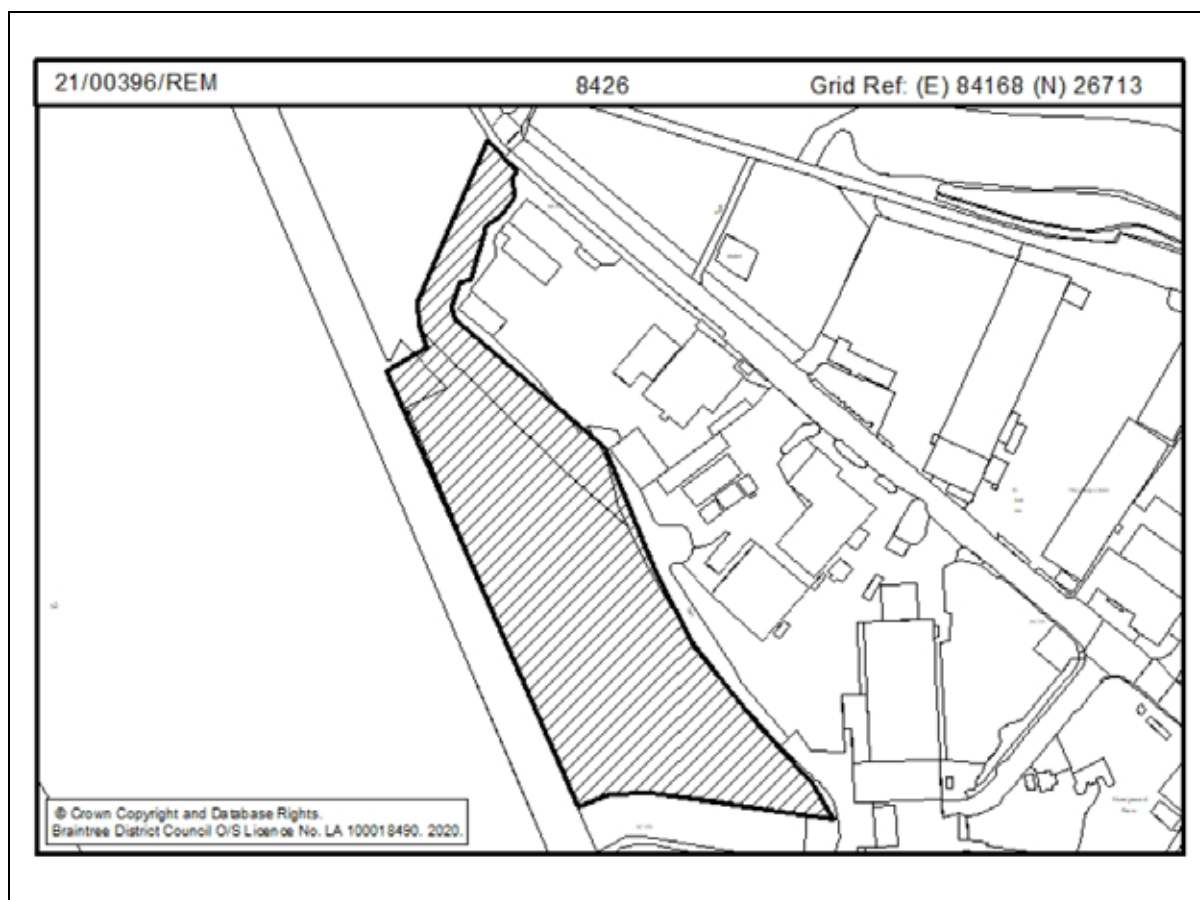 21/00396/REM
8426
Grid Ref: (E) 84168 (N) 26713
© Crown Copyright and Database Rights.
Braintree District Council O/S Licence No. LA 100018490. 2020.